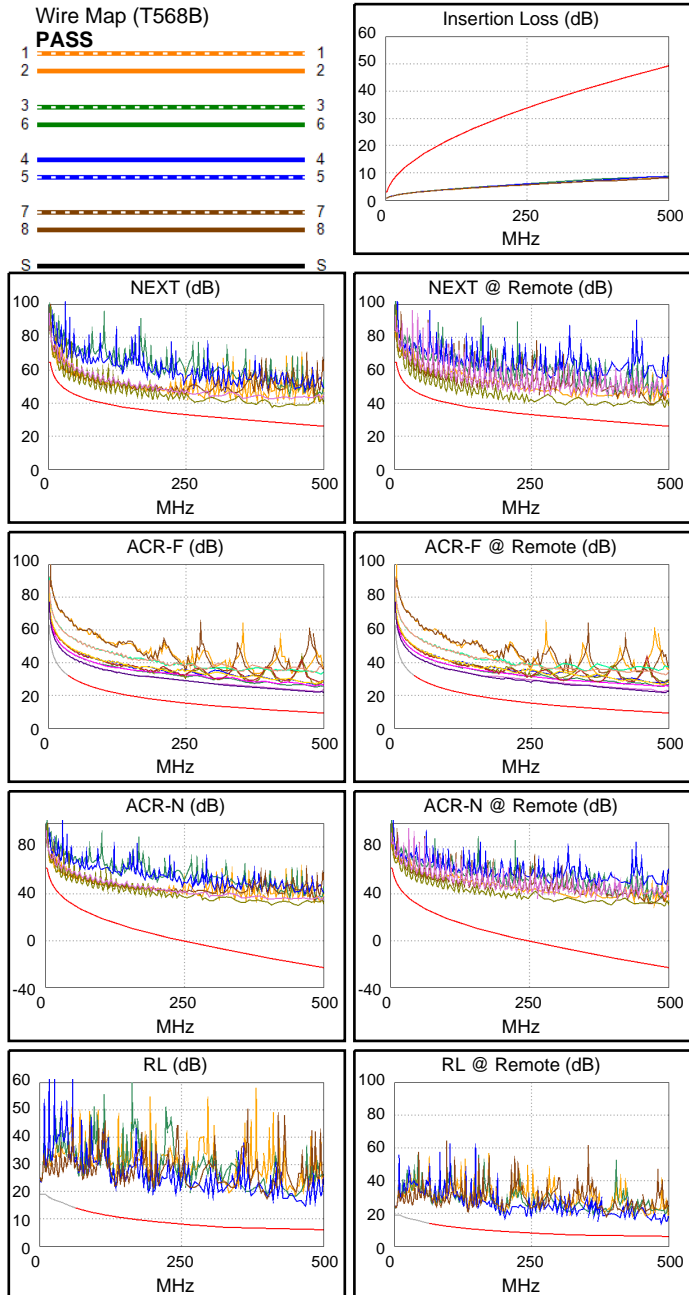 Wire Map (T568B)
PASS
1 1
2 2
3 3
6 6
4 4
5 5
7 7
8 8
S S
Insertion Loss (dB)
60
50
40
30
20
10
0
0 250 500
MHz
NEXT (dB)
100
80
60
40
20
0
0 250 500
MHz
NEXT @ Remote (dB)
100
80
60
40
20
0
0 250 500
MHz
ACR-F (dB)
100
80
60
40
20
0
0 250 500
MHz
ACR-F @ Remote (dB)
100
80
60
40
20
0
0 250 500
MHz
ACR-N (dB)
80
40
0
-40
0 250 500
MHz
ACR-N @ Remote (dB)
80
40
0
-40
0 250 500
MHz
RL (dB)
60
50
40
30
20
10
0
0 250 500
MHz
RL @ Remote (dB)
100
80
60
40
20
0
0 250 500
MHz